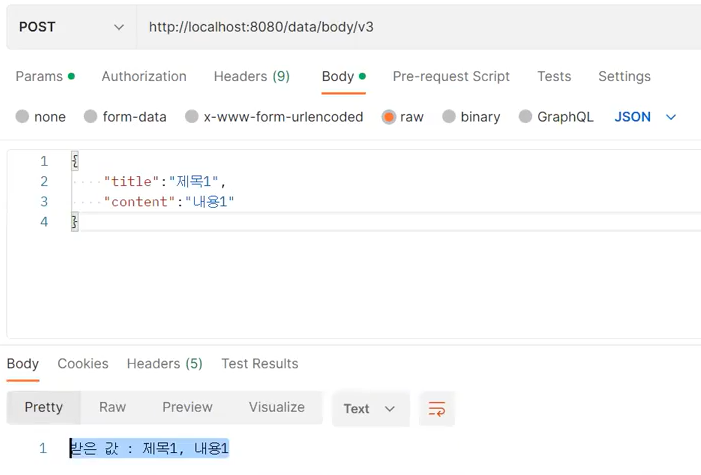 POST http://localhost:8080/data/body/v3
Params Authorization Headers (9) Body Pre-request Script Tests Settings
none form-data x-www-form-urlencoded raw binary GraphQL JSON
1 {
2 "title":"제목1",
3 "content":"내용1"
4 }
Body Cookies Headers (5) Test Results
Pretty Raw Preview Visualize Text
1 받은 값 : 제목1, 내용1